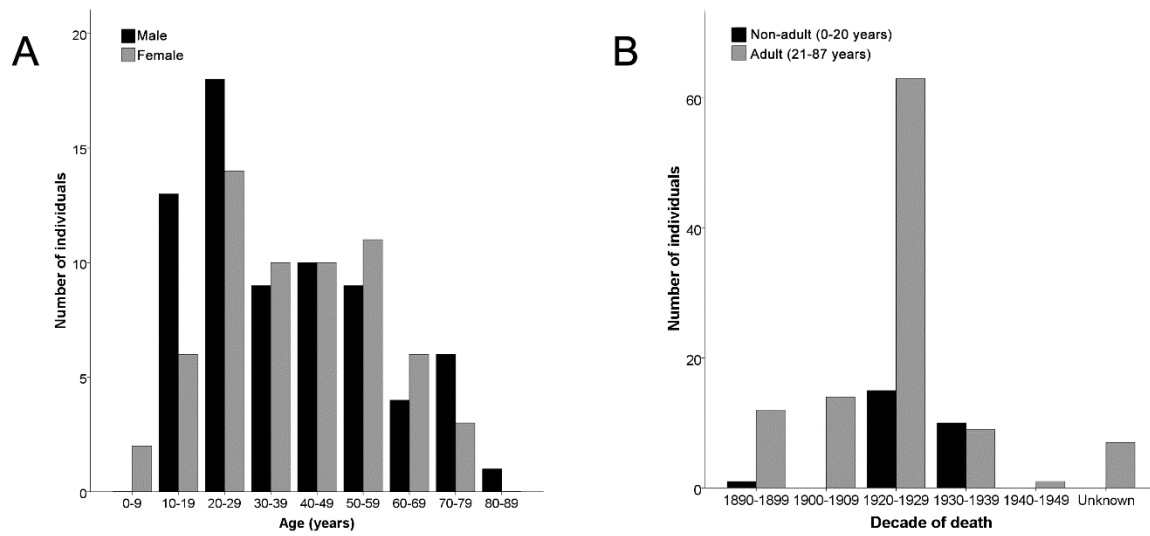 A
Male
Female
20
15
10
5
0
Number of individuals
0-9 10-19 20-29 30-39 40-49 50-59 60-69 70-79 80-89
Age (years)
B
Non-adult (0-20 years)
Adult (21-87 years)
60
40
20
0
Number of individuals
1890-1899 1900-1909 1920-1929 1930-1939 1940-1949 Unknown
Decade of death